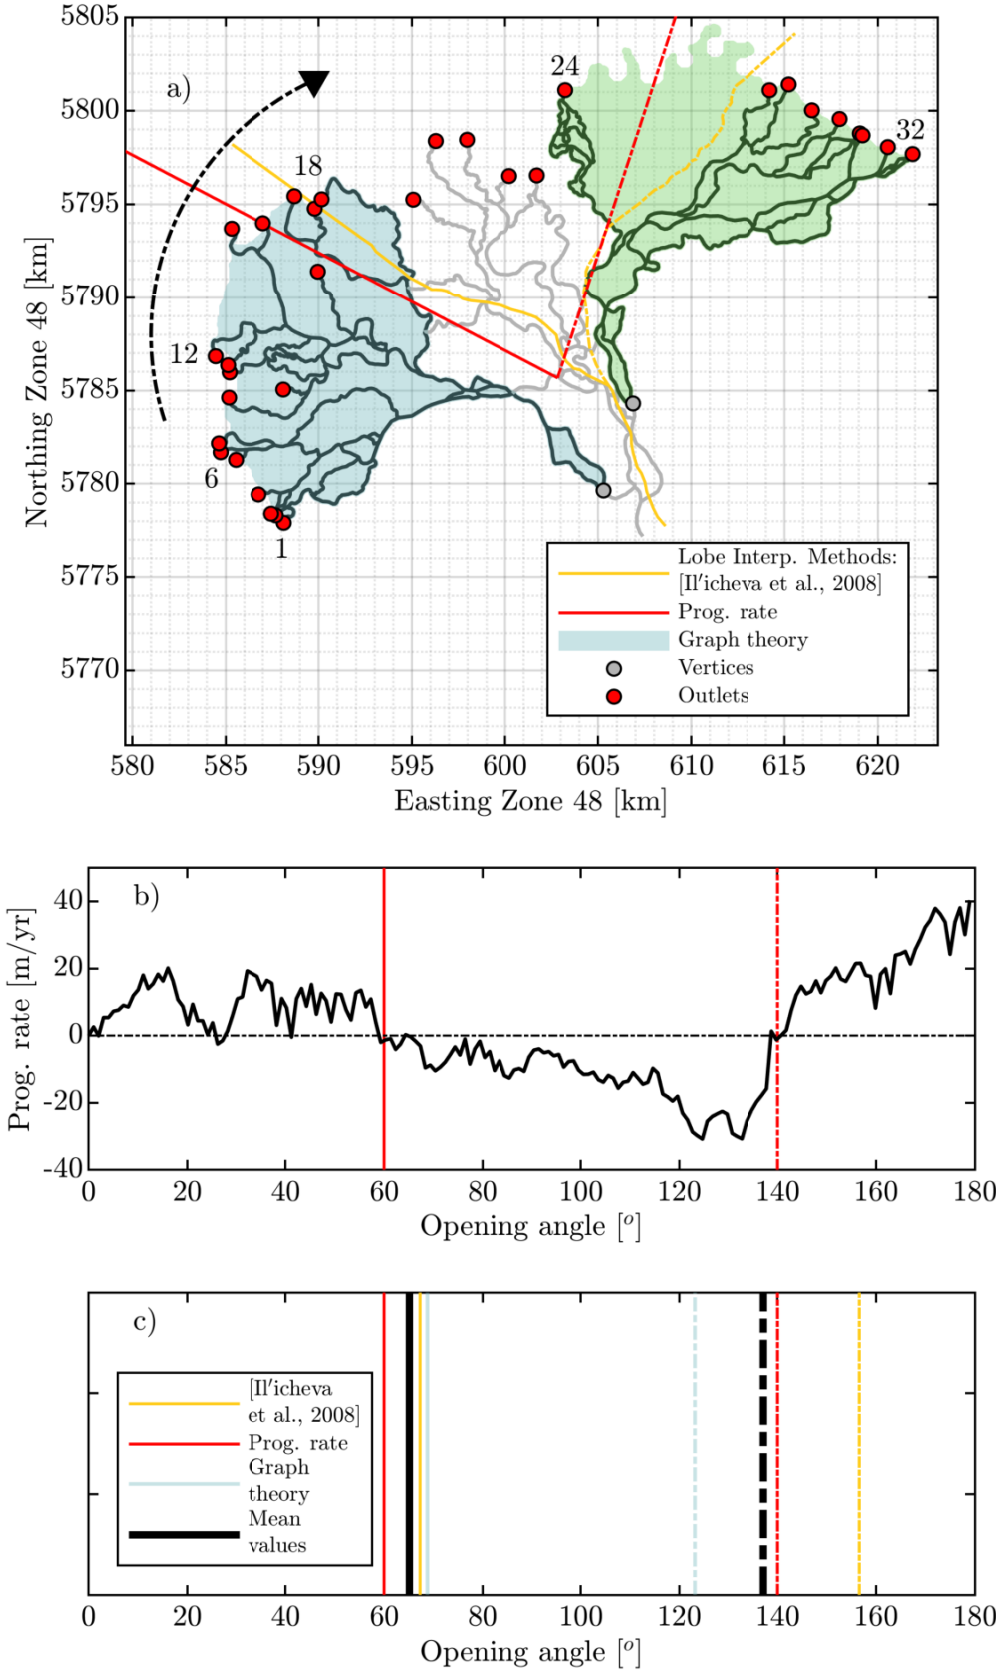 5805
5800
5795
5790
5785
5780
5775
5770
Northing Zone 48 [km]
a)
24
32
18
12
6
1
Lobe Interp. Methods:
[Il'icheva et al., 2008]
Prog. rate
Graph theory
Vertices
Outlets
580 585 590 595 600 605 610 615 620
Easting Zone 48 [km]
b)
40
20
0
-20
-40
Prog. rate [m/yr]
0 20 40 60 80 100 120 140 160 180
Opening angle [°]
c)
[Il'icheva
et al., 2008]
Prog. rate
Graph
theory
Mean
values
0 20 40 60 80 100 120 140 160 180
Opening angle [°]